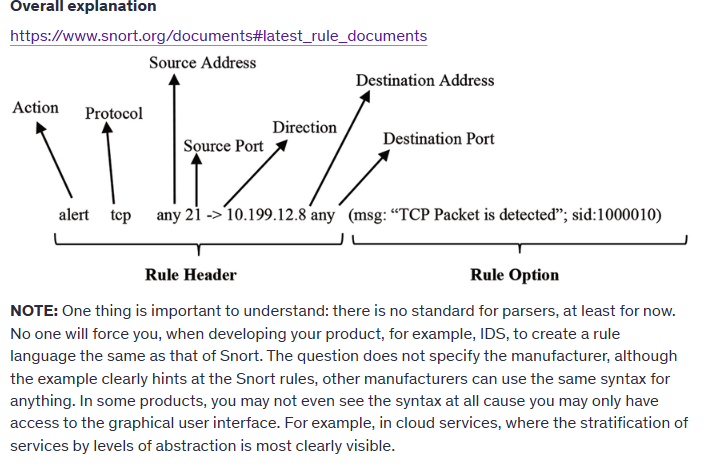 Overall explanation
https://www.snort.org/documents#latest_rule_documents
Source Address
Destination Address
Action
Protocol
Direction
Source Port
Destination Port
alert tcp any 21 -> 10.199.12.8 any (msg: “TCP Packet is detected”; sid:1000010)
Rule Header
Rule Option
NOTE: One thing is important to understand: there is no standard for parsers, at least for now.
No one will force you, when developing your product, for example, IDS, to create a rule
language the same as that of Snort. The question does not specify the manufacturer, although
the example clearly hints at the Snort rules, other manufacturers can use the same syntax for
anything. In some products, you may not even see the syntax at all cause you may only have
access to the graphical user interface. For example, in cloud services, where the stratification of
services by levels of abstraction is most clearly visible.